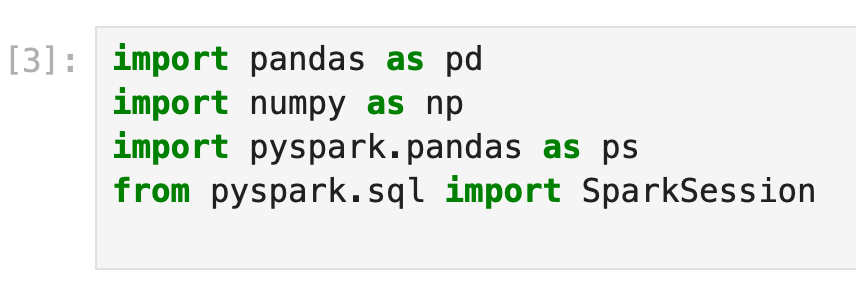 [3]: import pandas as pd
import numpy as np
import pyspark.pandas as ps
from pyspark.sql import SparkSession